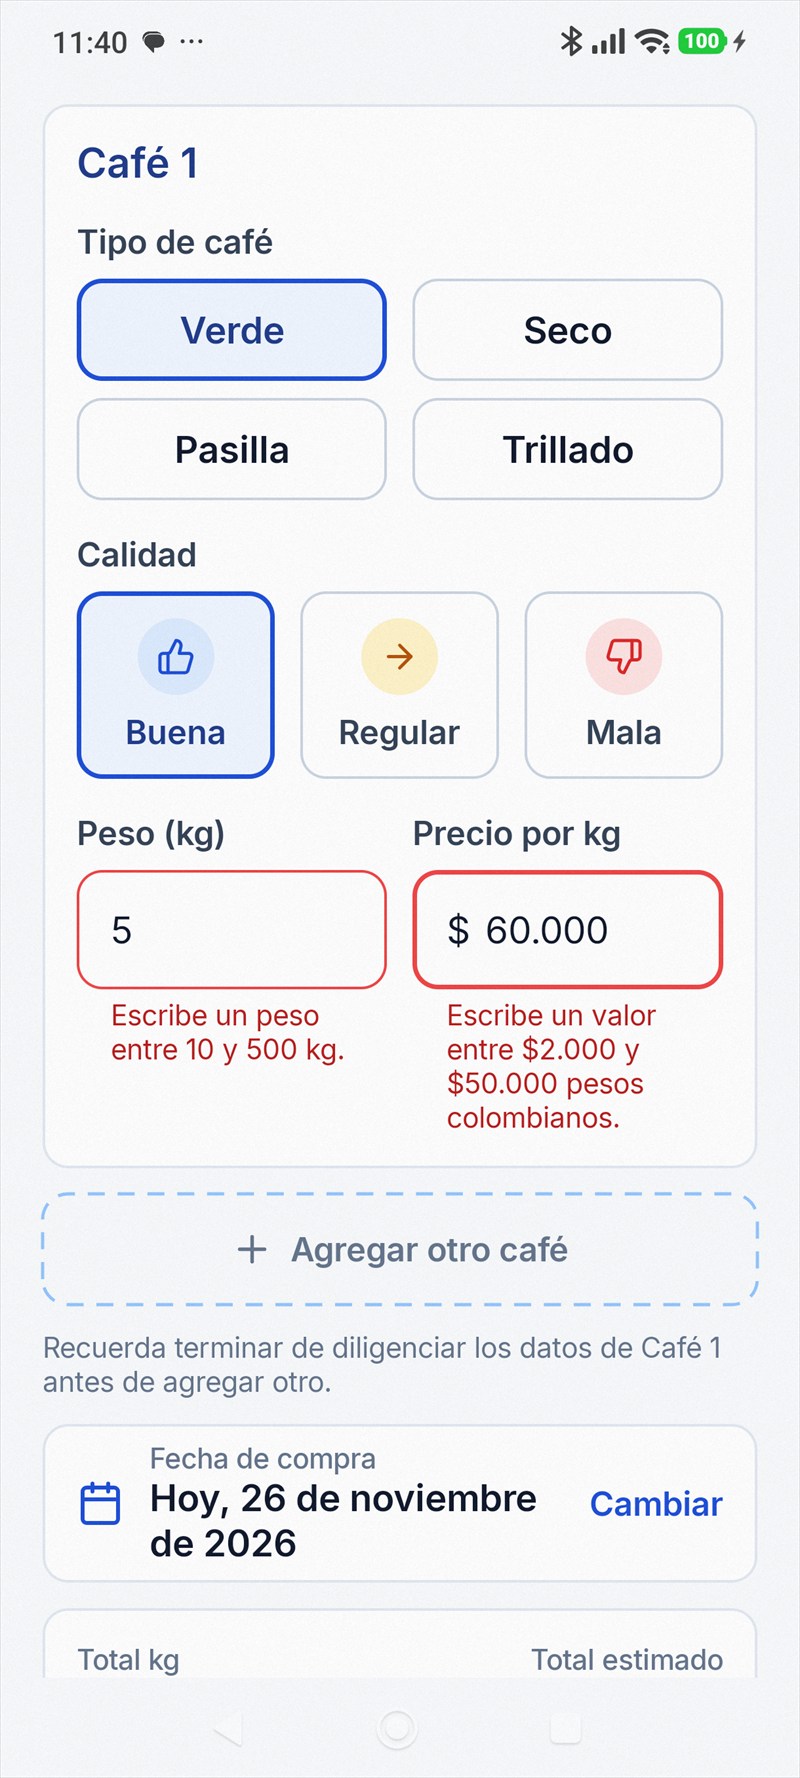 11:40
100
Café 1
Tipo de café
Verde
Seco
Pasilla
Trillado
Calidad
Buena
Regular
Mala
Peso (kg)
Precio por kg
5
$ 60.000
Escribe un peso
entre 10 y 500 kg.
Escribe un valor
entre $2.000 y
$50.000 pesos
colombianos.
+ Agregar otro café
Recuerda terminar de diligenciar los datos de Café 1
antes de agregar otro.
Fecha de compra
Hoy, 26 de noviembre
de 2026
Cambiar
Total kg
Total estimado